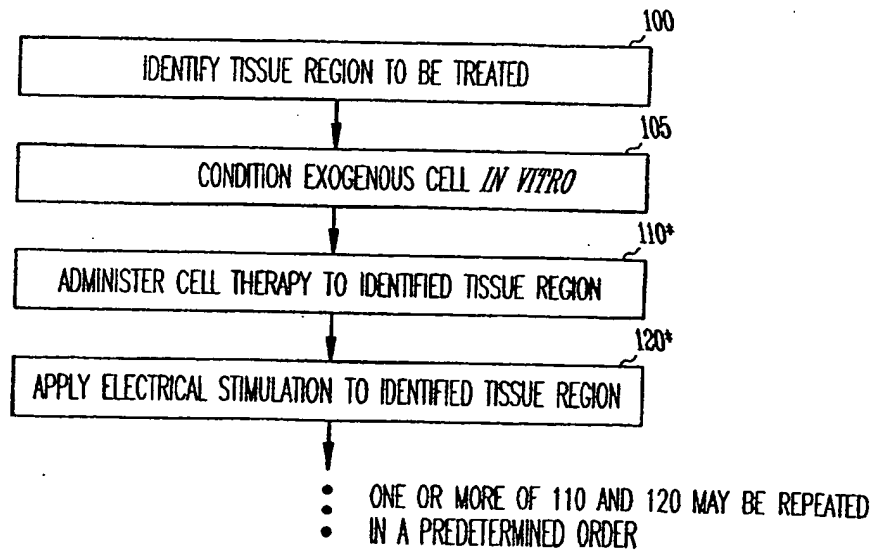 100
IDENTIFY TISSUE REGION TO BE TREATED
105
CONDITION EXOGENOUS CELL IN VITRO
110*
ADMINISTER CELL THERAPY TO IDENTIFIED TISSUE REGION
120*
APPLY ELECTRICAL STIMULATION TO IDENTIFIED TISSUE REGION
ONE OR MORE OF 110 AND 120 MAY BE REPEATED
IN A PREDETERMINED ORDER